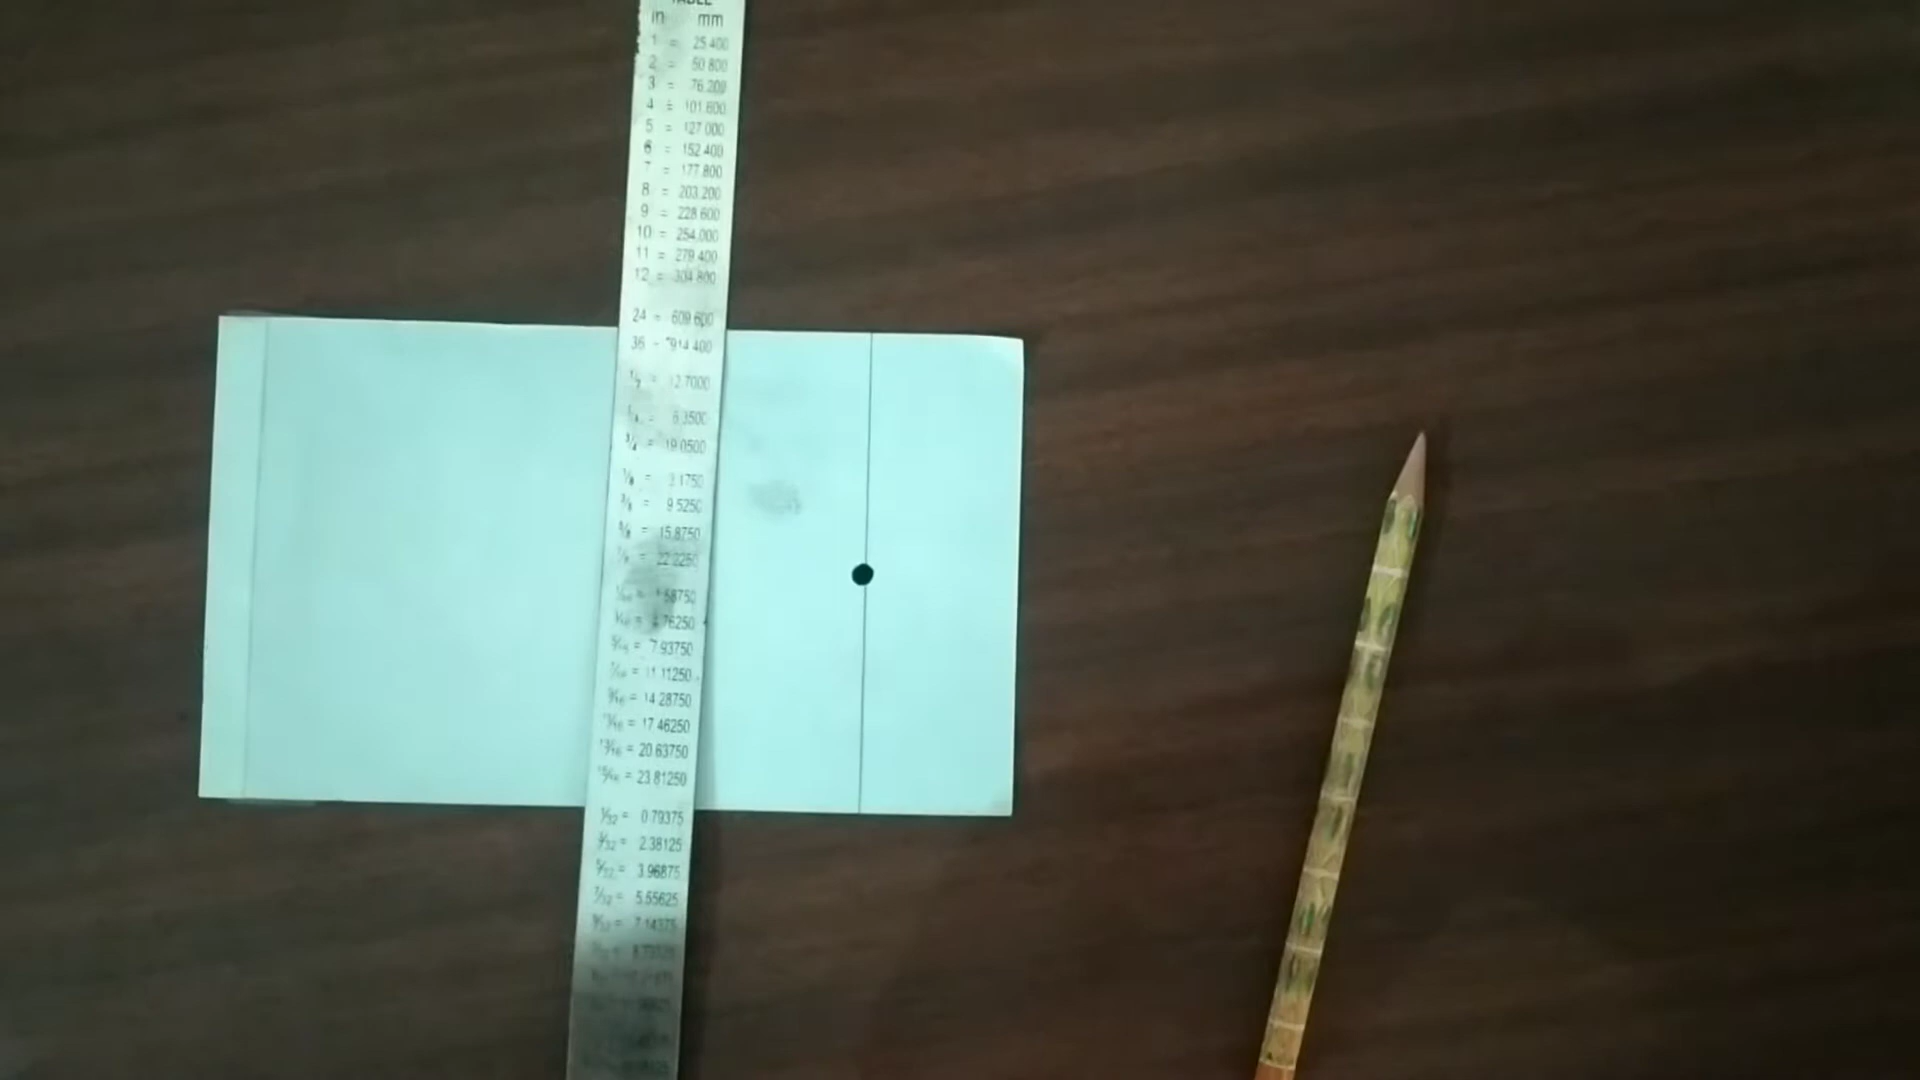 TABLE
in mm
1 = 25.400
2 = 50.800
3 = 76.200
4 = 101.600
5 = 127.000
6 = 152.400
7 = 177.800
8 = 203.200
9 = 228.600
10 = 254.000
11 = 279.400
12 = 304.800
24 = 609.600
36 = 914.400
1/2 = 12.7000
1/4 = 6.3500
3/4 = 19.0500
1/8 = 3.1750
3/8 = 9.5250
5/8 = 15.8750
7/8 = 22.2250
1/16 = 1.58750
3/16 = 4.76250
5/16 = 7.93750
7/16 = 11.11250
9/16 = 14.28750
11/16 = 17.46250
13/16 = 20.63750
15/16 = 23.81250
1/32 = 0.79375
3/32 = 2.38125
5/32 = 3.96875
7/32 = 5.55625
9/32 = 7.14375